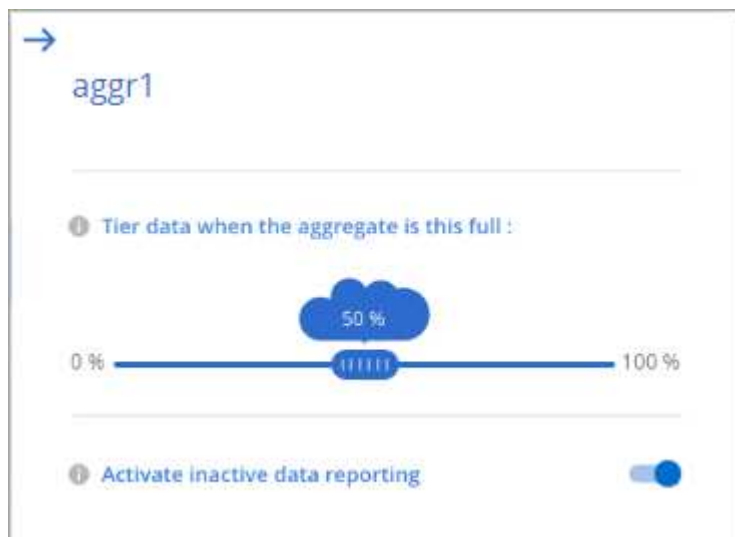 aggr1
Tier data when the aggregate is this full :
50 %
0 % 100 %
Activate inactive data reporting